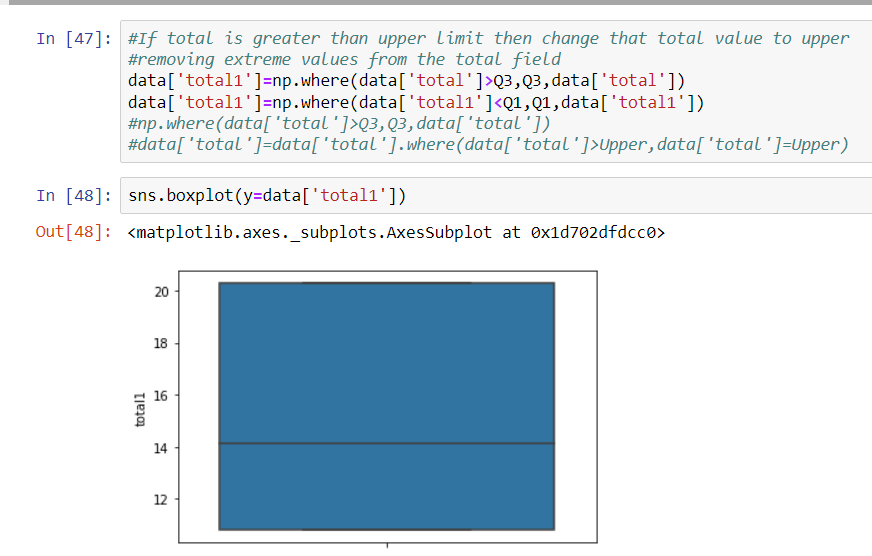 In [47]: #If total is greater than upper limit then change that total value to upper
#removing extreme values from the total field
data['total1']=np.where(data['total']>Q3,Q3,data['total'])
data['total1']=np.where(data['total1']<Q1,Q1,data['total1'])
#np.where(data['total']>Q3,Q3,data['total'])
#data['total']=data['total'].where(data['total']>Upper,data['total']=Upper)
In [48]: sns.boxplot(y=data['total1'])
Out[48]: <matplotlib.axes._subplots.AxesSubplot at 0x1d702dfdcc0>
20
18
16
14
12
total1